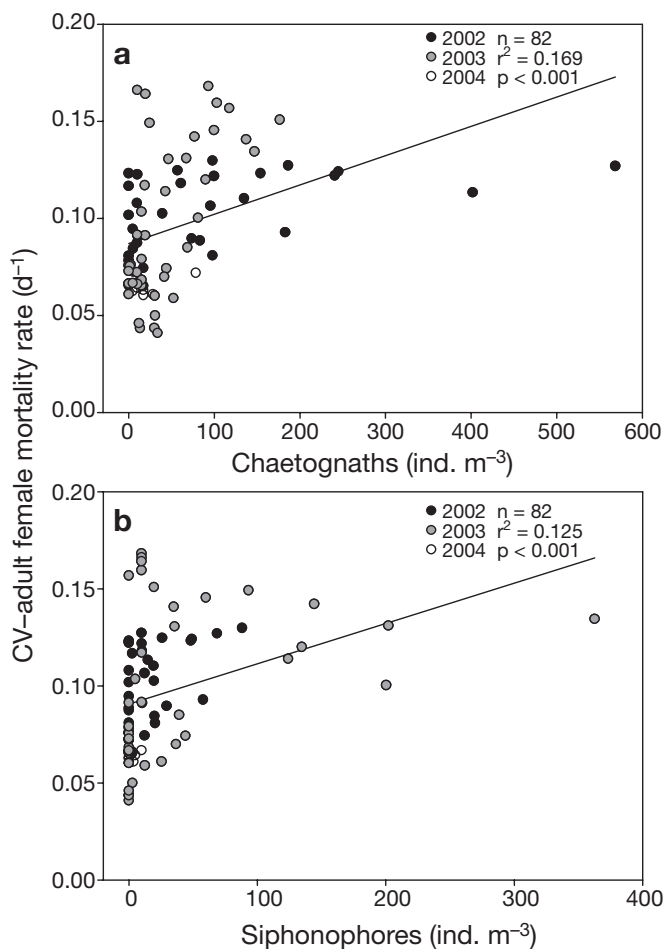 CV–adult female mortality rate (d⁻¹)
a
2002 n = 82
2003 r² = 0.169
2004 p < 0.001
0.20
0.15
0.10
0.05
0.00
0 100 200 300 400 500 600
Chaetognaths (ind. m⁻³)
b
2002 n = 82
2003 r² = 0.125
2004 p < 0.001
0.20
0.15
0.10
0.05
0.00
0 100 200 300 400
Siphonophores (ind. m⁻³)